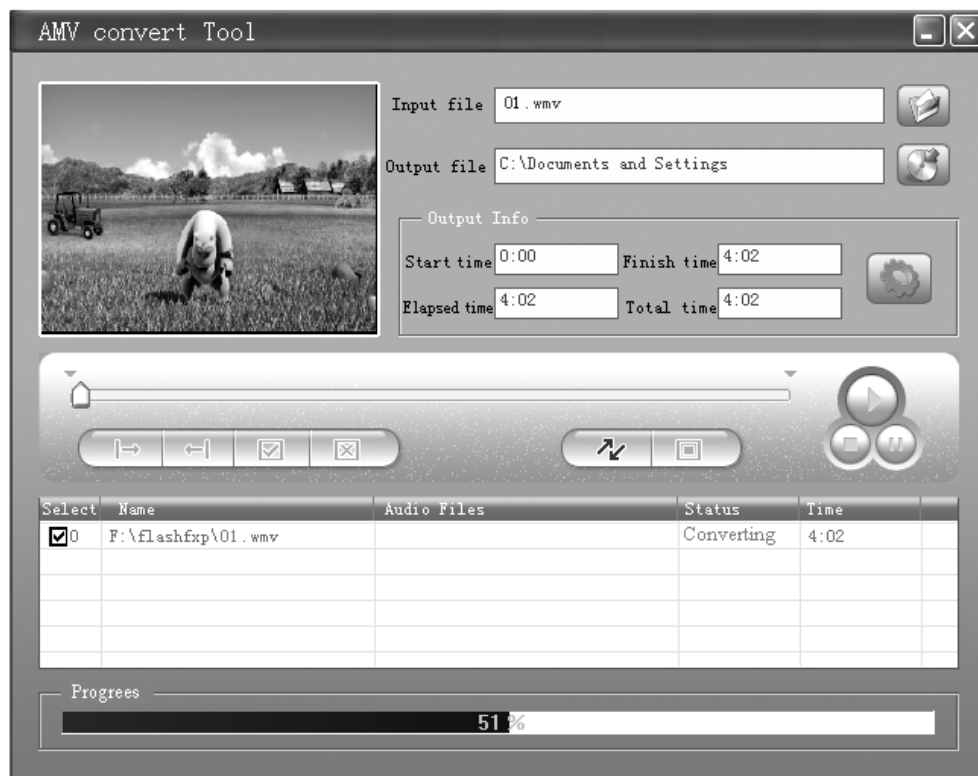 AMV convert Tool
Input file 01.wmv
Output file C:\Documents and Settings
Output Info
Start time 0:00 Finish time 4:02
Elapsed time 4:02 Total time 4:02
Select Name Audio Files Status Time
0 F:\flashfxp\01.wmv Converting 4:02
Progrees
51 %